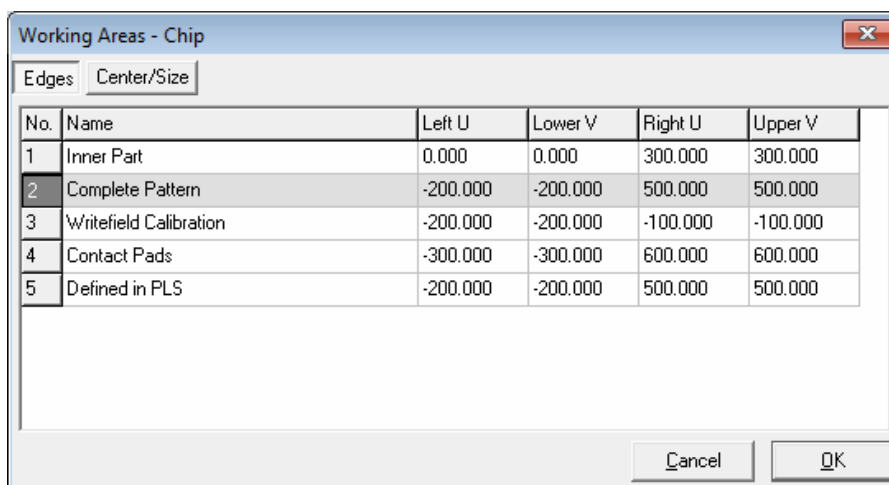 Working Areas - Chip
Edges Center/Size
No. Name Left U Lower V Right U Upper V
1 Inner Part 0.000 0.000 300.000 300.000
2 Complete Pattern -200.000 -200.000 500.000 500.000
3 Writefield Calibration -200.000 -200.000 -100.000 -100.000
4 Contact Pads -300.000 -300.000 600.000 600.000
5 Defined in PLS -200.000 -200.000 500.000 500.000
Cancel OK